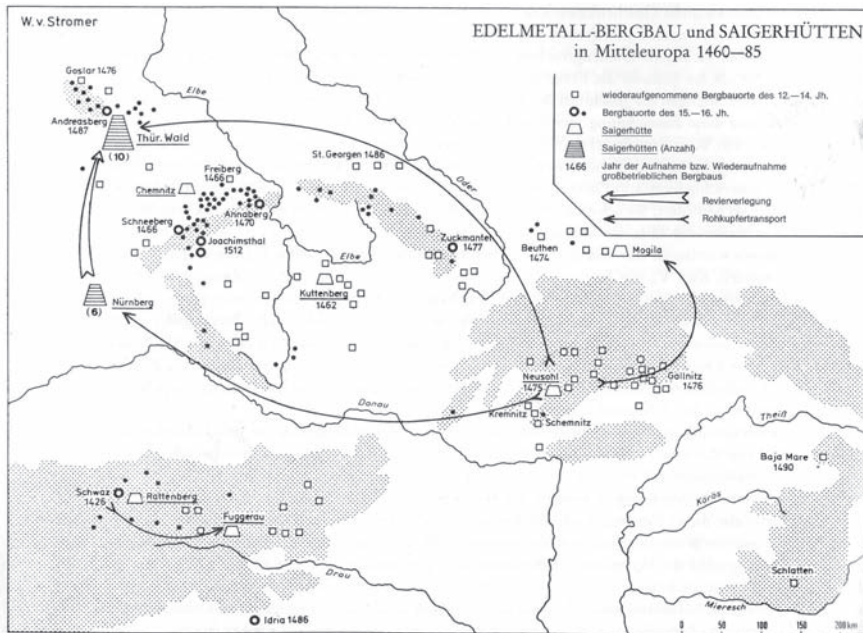 W. v. Stromer
EDELMETALL-BERGBAU und SAIGERHÜTTEN
in Mitteleuropa 1460—85
wiederaufgenommene Bergbauorte des 12.—14. Jh.
Bergbauorte des 15.—16. Jh.
Saigerhütte
Saigerhütten (Anzahl)
1466
Jahr der Aufnahme bzw. Wiederaufnahme
großbetrieblichen Bergbaus
Revierverlegung
Rohkupfertransport
Goslar 1476
Elbe
Andreasberg
1487
Thür. Wald
(10)
St. Georgen 1486
Oder
Freiberg
1466
Chemnitz
Annaberg
1470
Schneeberg
1466
Joachimsthal
1512
Elbe
Zuckmantel
1477
Beuthen
1474
Mogila
Kuttenberg
1462
Nürnberg
(6)
Neusohl
1475
Göllnitz
1476
Donau
Kremnitz
Schemnitz
Theiß
Baja Mare
1490
Schwaz
1426
Rattenberg
Fuggerau
Körös
Schlatten
Drau
Mieresch
Idria 1486
0 50 100 150 200 km